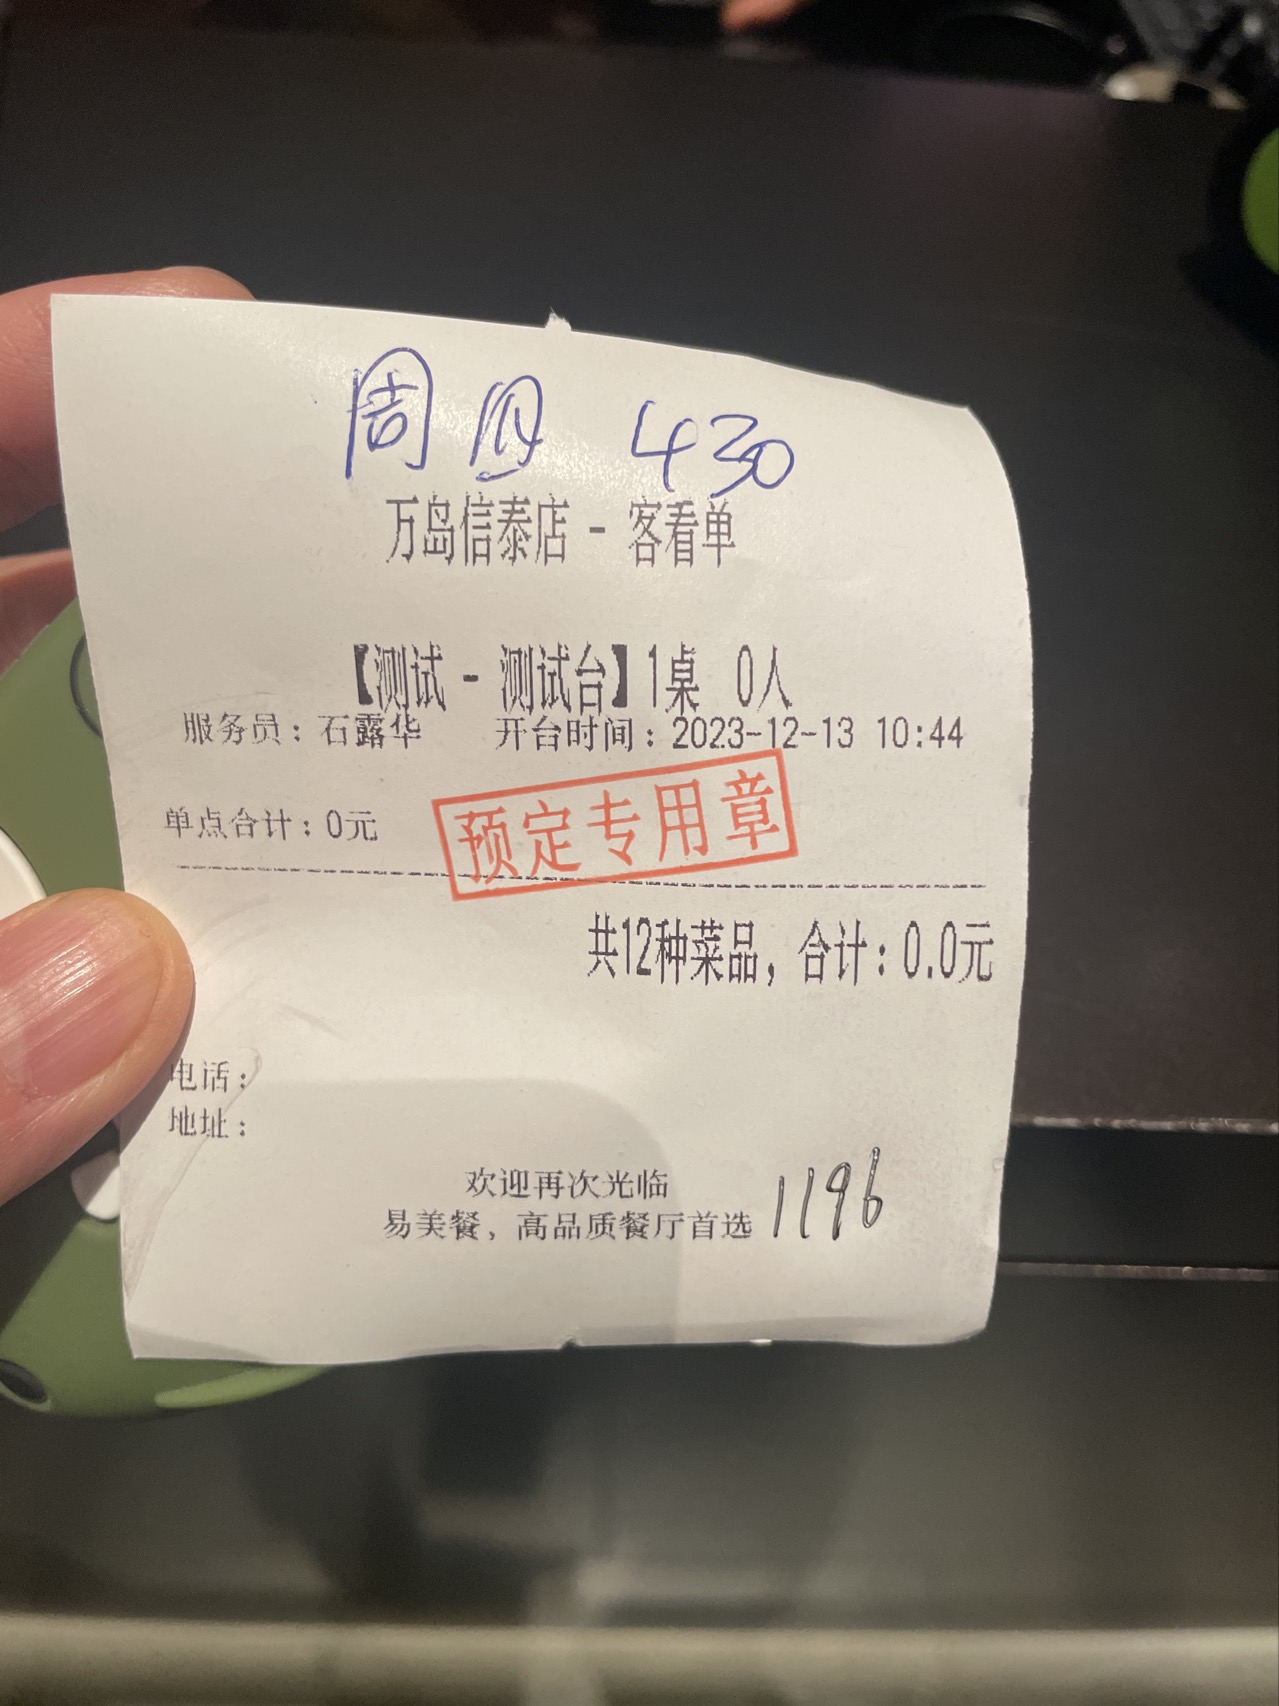 周四 430
万岛信泰店 - 客看单
【测试 - 测试台】1桌 0人
服务员：石露华 开台时间：2023-12-13 10:44
单点合计：0元
预定专用章
共12种菜品，合计：0.0元
电话：
地址：
欢迎再次光临
易美餐，高品质餐厅首选
1196